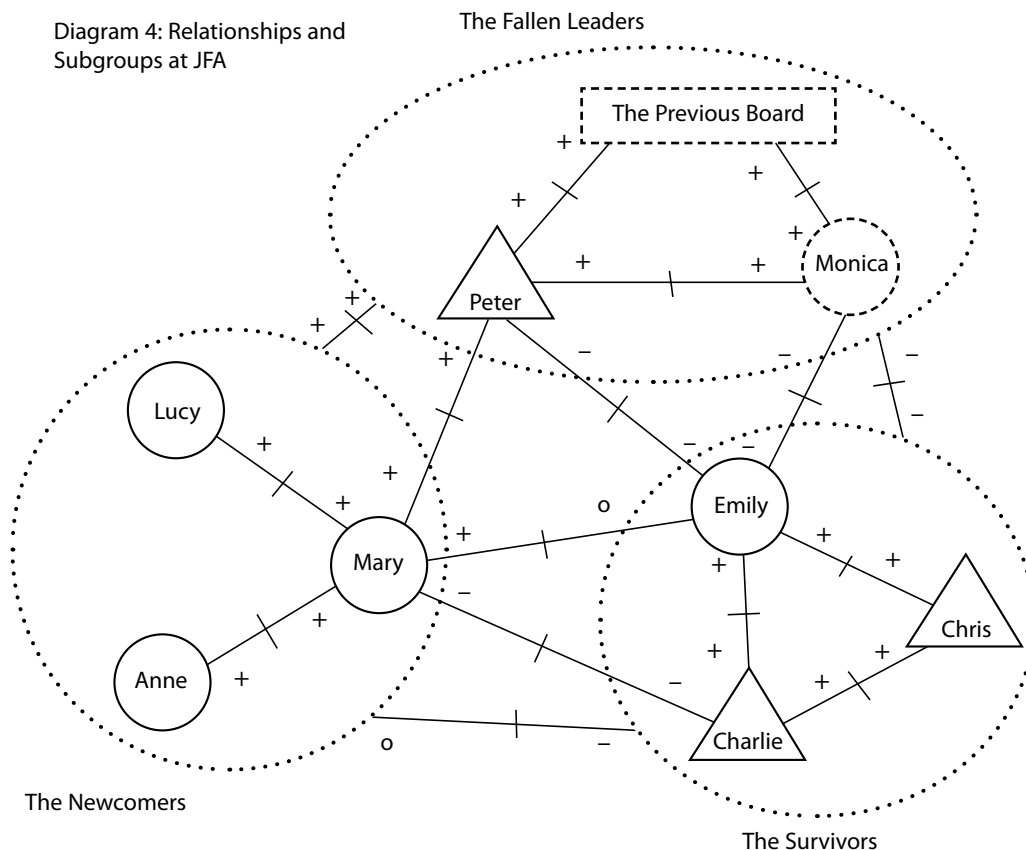 Diagram 4: Relationships and
Subgroups at JFA
The Fallen Leaders
The Previous Board
+
+
+
+
Monica
+
+
Peter
+
+
+
–
–
–
–
Lucy
+
+
+
–
–
Emily
o
+
Mary
+
+
+
–
+
Chris
Anne
+
+
+
+
–
+
Charlie
o
–
The Newcomers
The Survivors